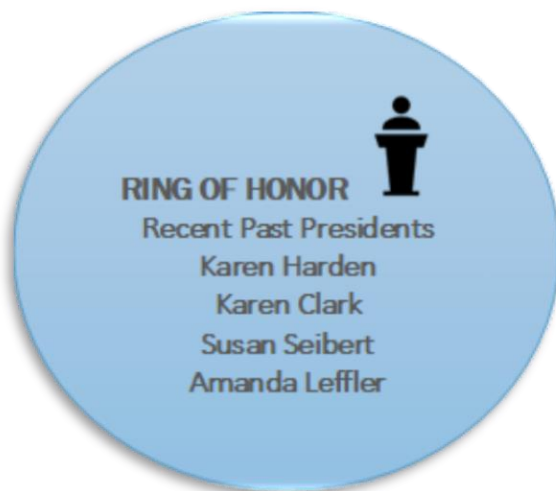 RING OF HONOR
Recent Past Presidents
Karen Harden
Karen Clark
Susan Seibert
Amanda Leffler